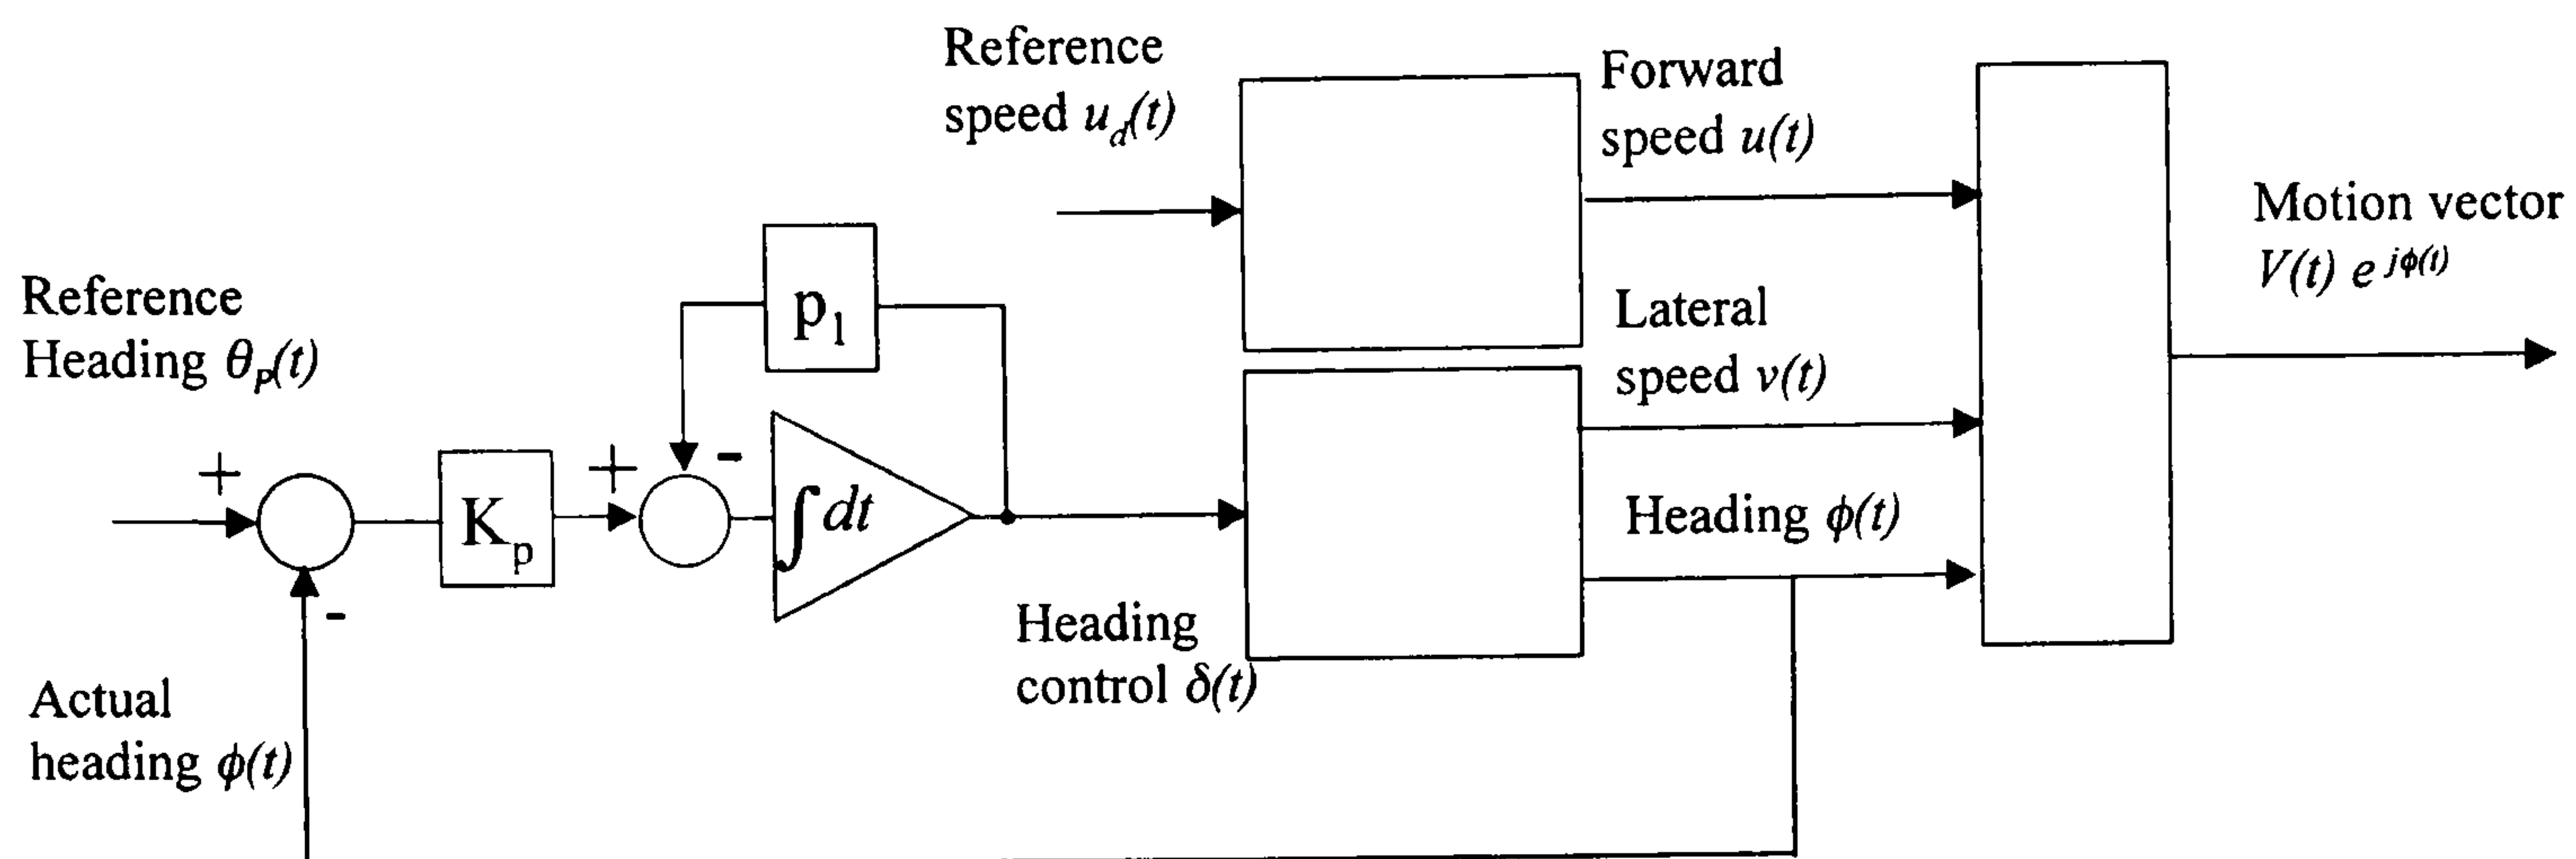 Reference
speed u_d(t)
Forward
speed u(t)
Motion vector
V(t) e^{jϕ(t)}
Reference
Heading θ_p(t)
p_1
Lateral
speed v(t)
+
-
+
K_p
∫dt
Heading ϕ(t)
-
Heading
control δ(t)
Actual
heading ϕ(t)